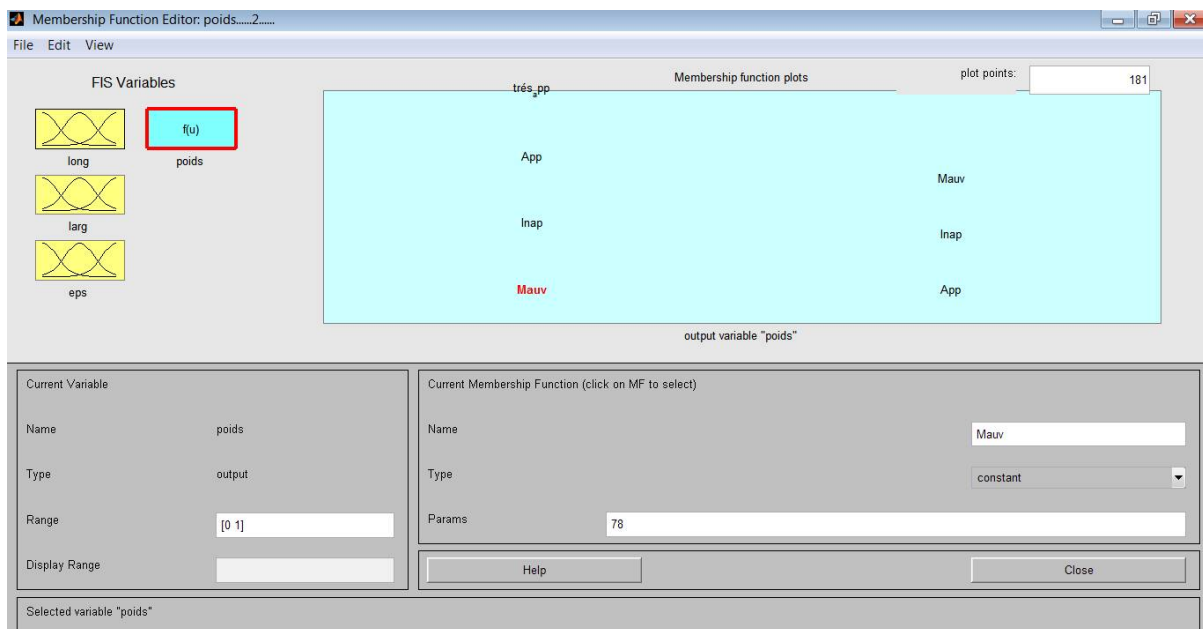 Membership Function Editor: poids......2......
File Edit View
FIS Variables
f(u)
long
poids
larg
eps
Membership function plots
plot points:
181
trés_app
App
Inap
Mauv
Mauv
Inap
App
output variable "poids"
Current Variable
Name poids
Type output
Range [0 1]
Display Range
Current Membership Function (click on MF to select)
Name Mauv
Type constant
Params 78
Help
Close
Selected variable "poids"